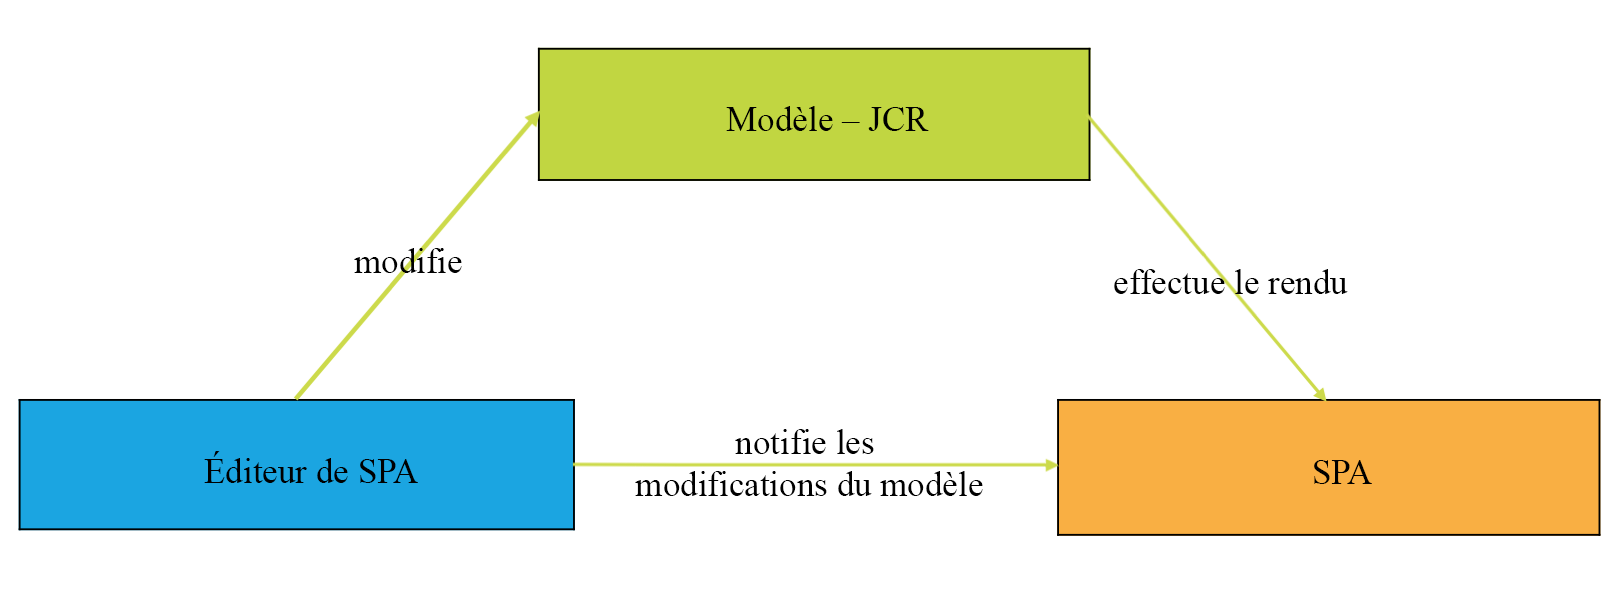 Modèle – JCR
modifie
effectue le rendu
Éditeur de SPA
notifie les
modifications du modèle
SPA